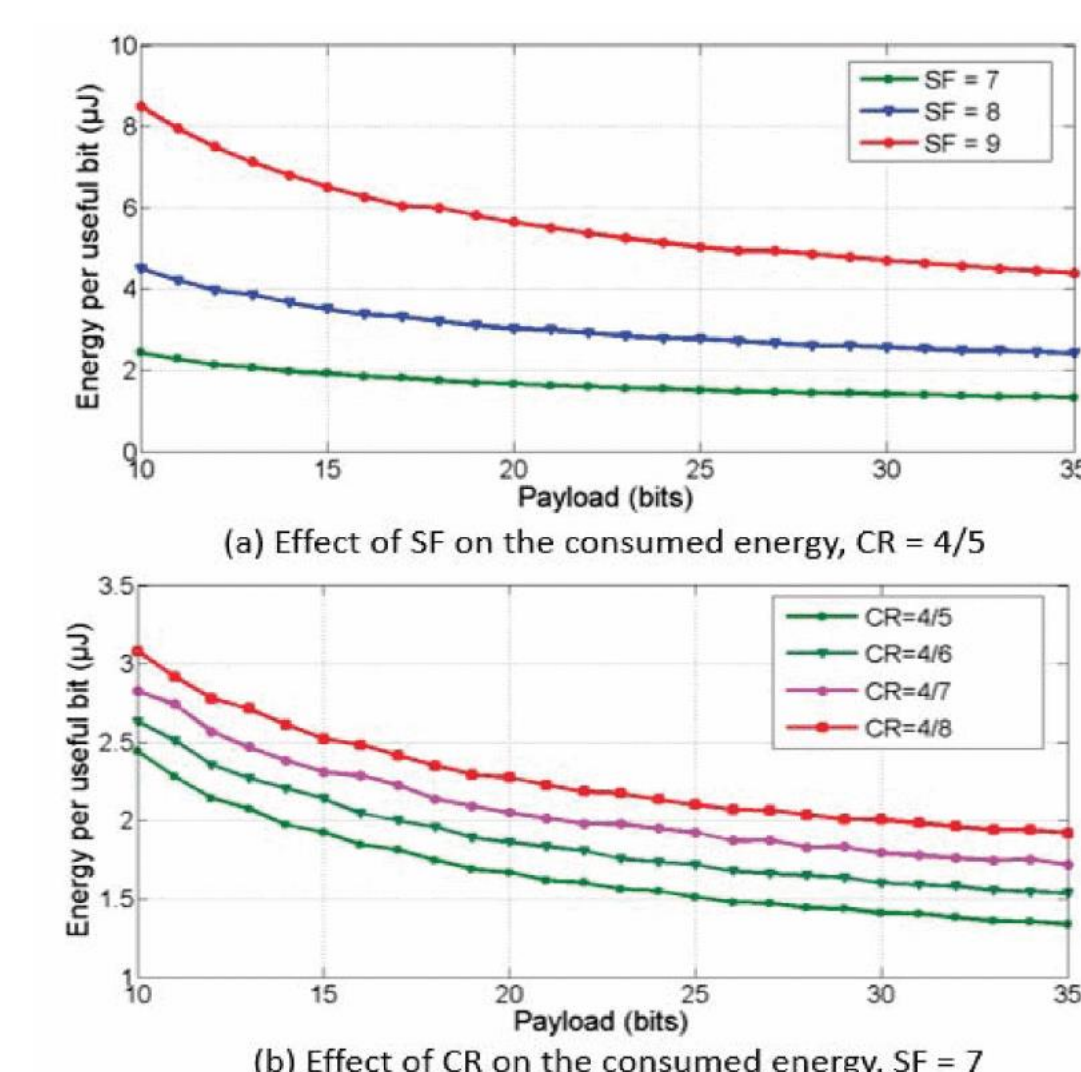 10
8
6
4
2
0
Energy per useful bit (µJ)
SF = 7
SF = 8
SF = 9
10 15 20 25 30 35
Payload (bits)
(a) Effect of SF on the consumed energy, CR = 4/5
3.5
3
2.5
2
1.5
1
Energy per useful bit (µJ)
CR=4/5
CR=4/6
CR=4/7
CR=4/8
10 15 20 25 30 35
Payload (bits)
(b) Effect of CR on the consumed energy, SF = 7